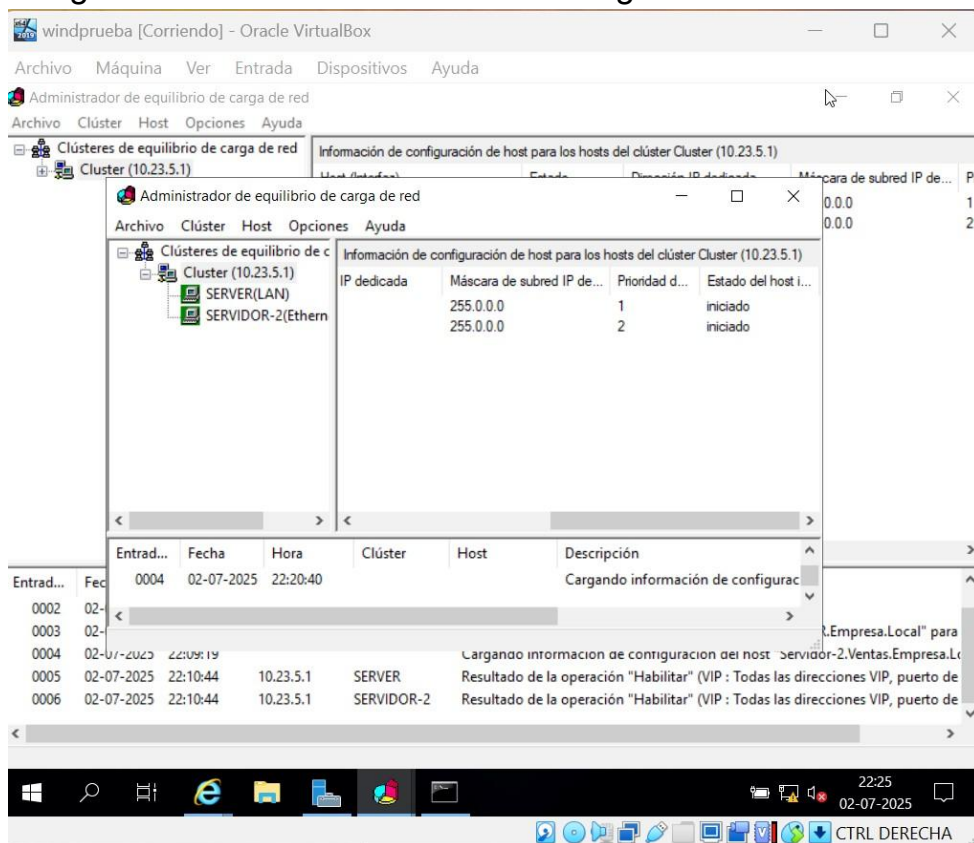 windprueba [Corriendo] - Oracle VirtualBox
Archivo Máquina Ver Entrada Dispositivos Ayuda
Administrador de equilibrio de carga de red
Archivo Clúster Host Opciones Ayuda
Clústeres de equilibrio de carga de red
Cluster (10.23.5.1)
Información de configuración de host para los hosts del clúster Cluster (10.23.5.1)
Máscara de subred IP de... P
0.0.0 1
0.0.0 2
Administrador de equilibrio de carga de red
Archivo Clúster Host Opciones Ayuda
Clústeres de equilibrio de c
Cluster (10.23.5.1)
SERVER(LAN)
SERVIDOR-2(Ethern
Información de configuración de host para los hosts del clúster Cluster (10.23.5.1)
IP dedicada Máscara de subred IP de... Prioridad d... Estado del host i...
255.0.0.0 1 iniciado
255.0.0.0 2 iniciado
Entrad... Fecha Hora Clúster Host Descripción
0004 02-07-2025 22:20:40 Cargando información de configurac
Entrad... Fec
0002 02-
0003 02- R.Empresa.Local" para
0004 02-07-2025 22:09:19 Cargando información de configuración del host "Servidor-2.Ventas.Empresa.Lo
0005 02-07-2025 22:10:44 10.23.5.1 SERVER Resultado de la operación "Habilitar" (VIP : Todas las direcciones VIP, puerto de
0006 02-07-2025 22:10:44 10.23.5.1 SERVIDOR-2 Resultado de la operación "Habilitar" (VIP : Todas las direcciones VIP, puerto de
22:25
02-07-2025
CTRL DERECHA